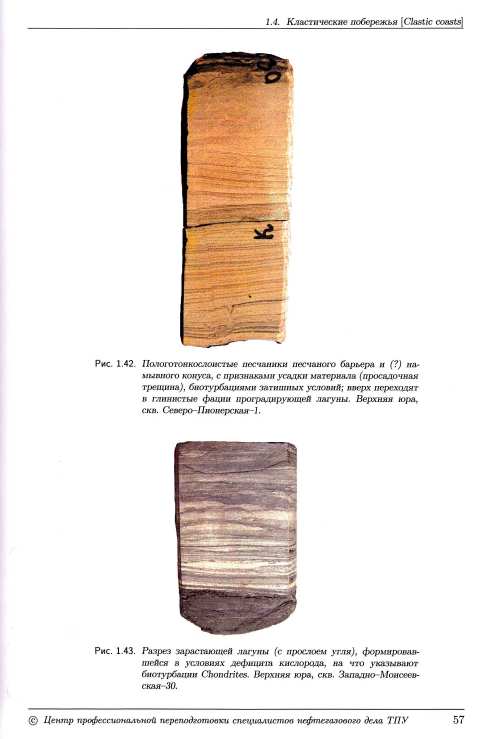 1.4. Кластические побережья [Clastic coasts]
K.
Рис. 1.42. Пологотонкослоистые песчаники песчаного барьера и (?) на-
мывного конуса, с признаками усадки материала (просадочная
трещина), биотурбациями затишных условий; вверх переходят
в глинистые фации проградирующей лагуны. Верхняя юра,
скв. Северо–Пионерская–1.
Рис. 1.43. Разрез зарастающей лагуны (с прослоем угля), формировав-
шейся в условиях дефицита кислорода, на что указывают
биотурбации Chondrites. Верхняя юра, скв. Западно–Моисеев-
ская–30.
© Центр профессиональной переподготовки специалистов нефтегазового дела ТПУ 57